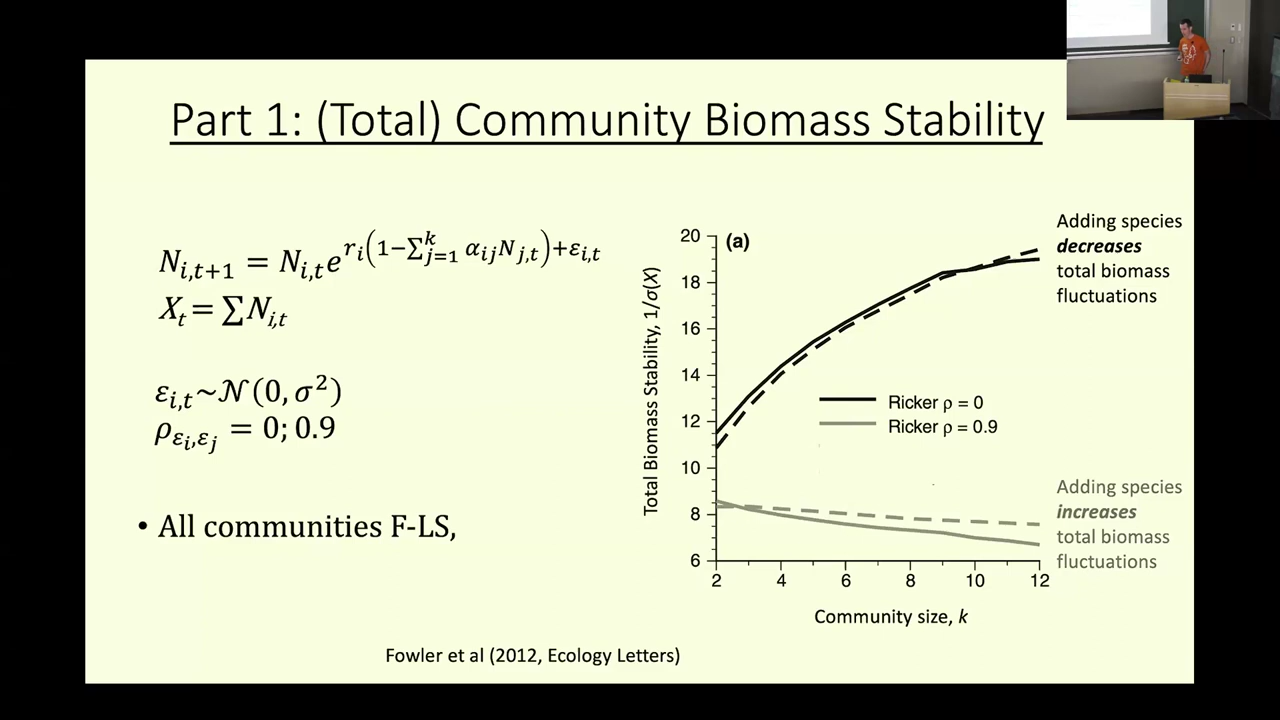 Part 1: (Total) Community Biomass Stability
N_{i,t+1} = N_{i,t}e^{r_i(1−∑_{j=1}^{k} α_{ij}N_{j,t})+ε_{i,t}}
X_t = ∑N_{i,t}
ε_{i,t}~𝒩(0, σ²)
ρ_{ε_i,ε_j} = 0; 0.9
• All communities F-LS,
Fowler et al (2012, Ecology Letters)
(a)
Total Biomass Stability, 1/σ(X)
20
18
16
14
12
10
8
6
2 4 6 8 10 12
Community size, k
Ricker ρ = 0
Ricker ρ = 0.9
Adding species
decreases
total biomass
fluctuations
Adding species
increases
total biomass
fluctuations